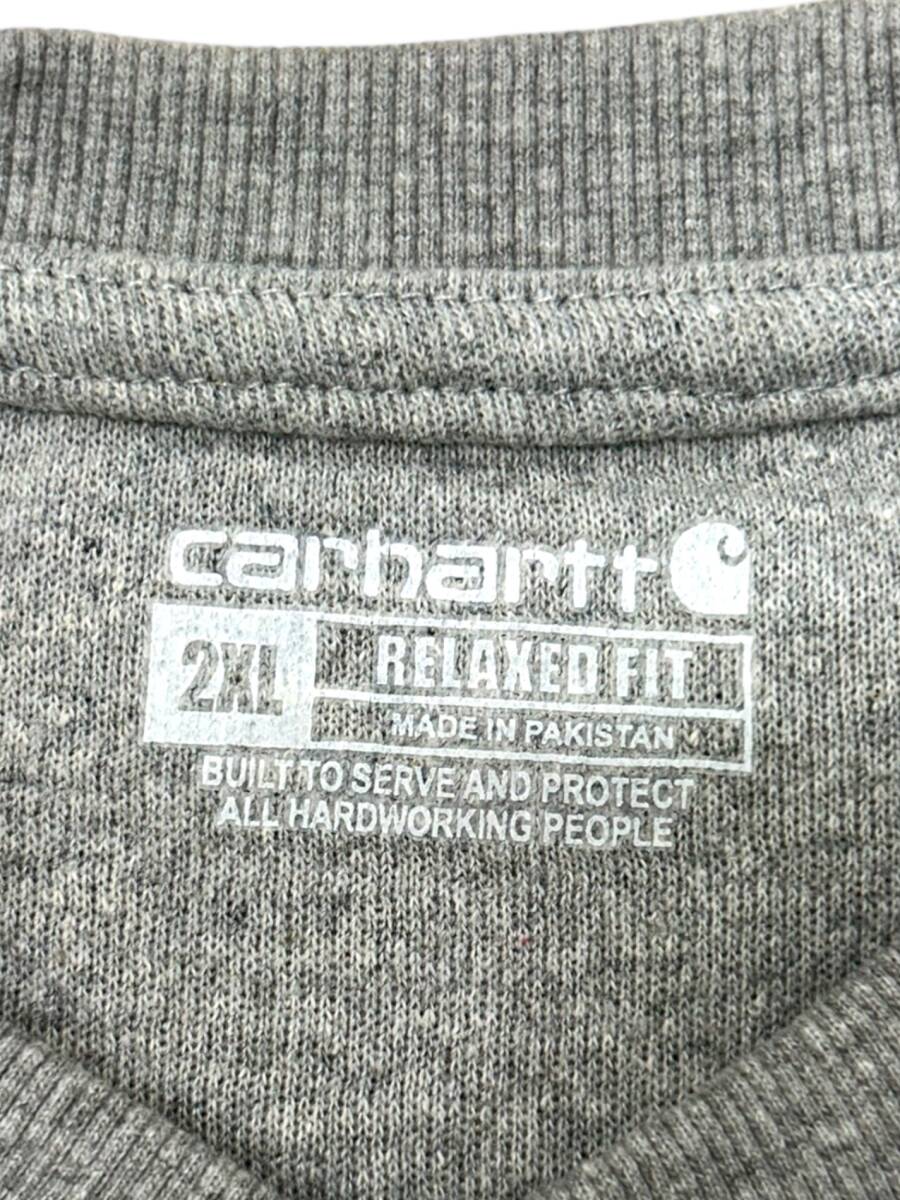 carhartt
2XL RELAXED FIT
MADE IN PAKISTAN
BUILT TO SERVE AND PROTECT
ALL HARDWORKING PEOPLE